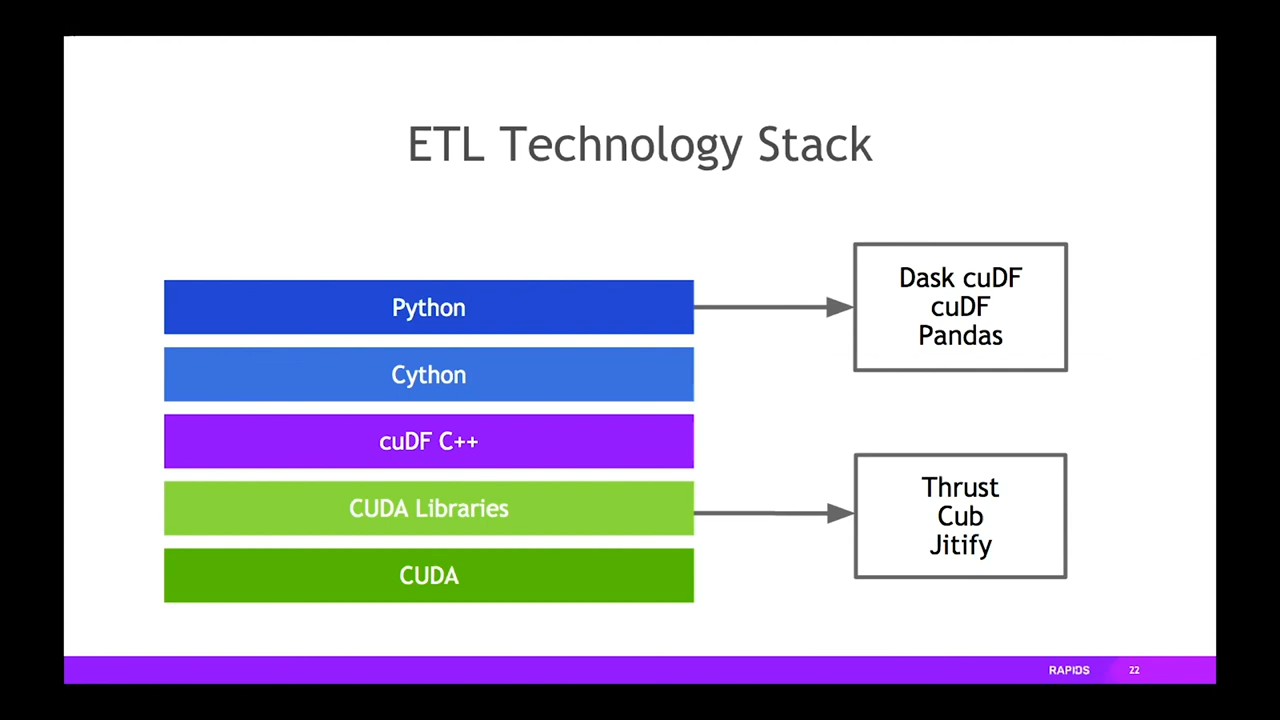 ETL Technology Stack
Python
Cython
cuDF C++
CUDA Libraries
CUDA
Dask cuDF
cuDF
Pandas
Thrust
Cub
Jitify
RAPIDS
22